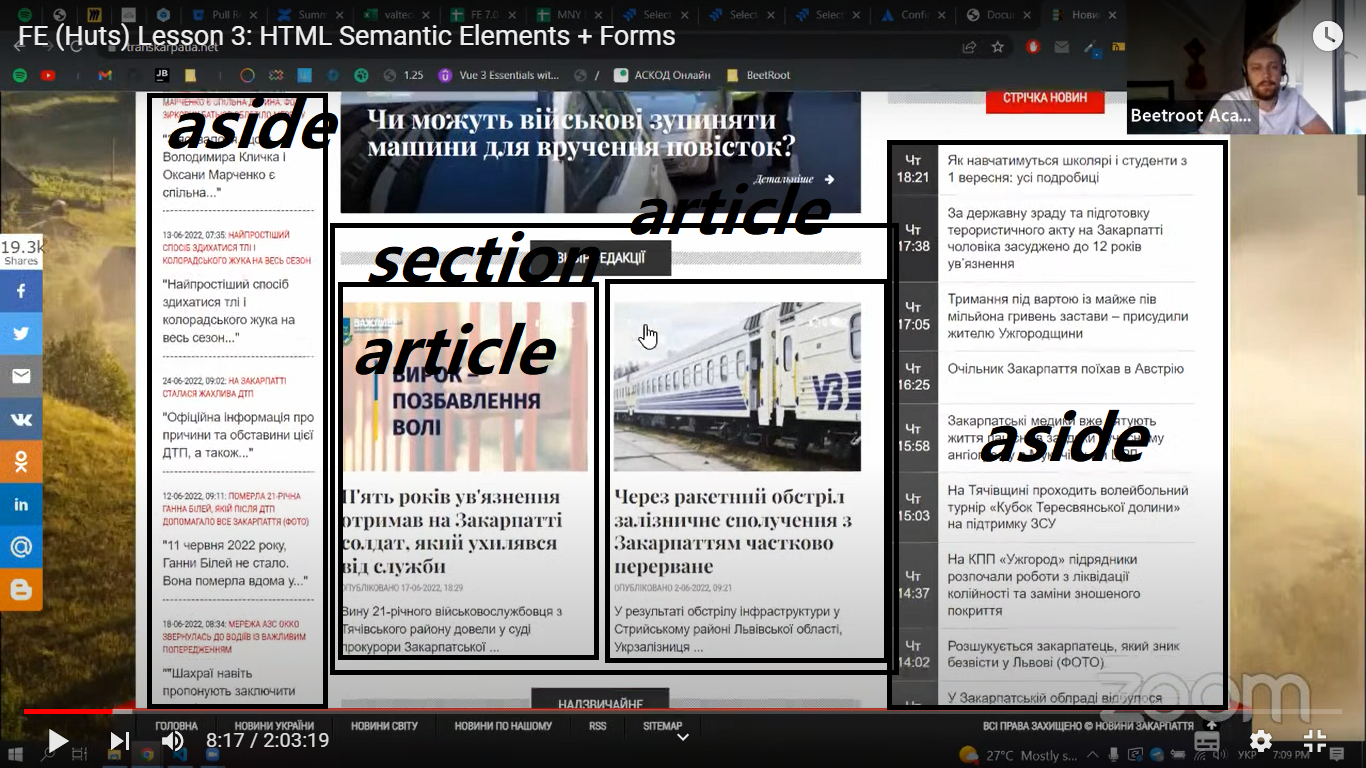 Pull Re
Summ
valtec
FE 7.0
MNY
Select
Select
Select
Confi
Docu
Нови
FE (Huts) Lesson 3: HTML Semantic Elements + Forms
transkarpatia.net
1.25
Vue 3 Essentials wit...
/
АСКОД Онлайн
BeetRoot
JB
Beetroot Aca...
19.3k
Shares
aside
Володимира Кличка і
Оксани Марченко є
спільна..."
13-06-2022, 07:35: НАЙПРОСТІШИЙ
СПОСІБ ЗДИХАТИСЯ ТЛІ І
КОЛОРАДСЬКОГО ЖУКА НА ВЕСЬ СЕЗОН
"Найпростіший спосіб
здихатися тлі і
колорадського жука на
весь сезон..."
24-06-2022, 09:02: НА ЗАКАРПАТТІ
СТАЛАСЯ ЖАХЛИВА ДТП
"Офіційна інформація про
причини та обставини цієї
ДТП, а також..."
12-06-2022, 09:11: ПОМЕРЛА 21-РІЧНА
ГАННА БІЛЕЙ, ЯКІЙ ПІСЛЯ ДТП
ДОПОМАГАЛО ВСЕ ЗАКАРПАТТЯ (ФОТО)
"11 червня 2022 року,
Ганни Білей не стало.
Вона померла вдома у..."
18-06-2022, 08:34: МЕРЕЖА АЗС ОККО
ЗВЕРНУЛАСЬ ДО ВОДІЇВ ІЗ ВАЖЛИВИМ
ПОПЕРЕДЖЕННЯМ
""Шахраї навіть
пропонують заключити
Чи можуть військові зупиняти
машини для вручення повісток?
Детальніше
article
section
РЕДАКЦІЇ
article
ВИРОК –
ПОЗБАВЛЕННЯ
ВОЛІ
П'ять років ув'язнення
отримав на Закарпатті
солдат, який ухилявся
від служби
ОПУБЛІКОВАНО 17-06-2022, 18:29
Вину 21-річного військовослужбовця з
Тячівського району довели у суді
прокурори Закарпатської ...
УЗ
Через ракетний обстріл
залізничне сполучення з
Закарпаттям частково
перерване
ОПУБЛІКОВАНО 2-06-2022, 09:21
У результаті обстрілу інфраструктури у
Стрийському районі Львівської області,
Укрзалізниця ...
НАДЗВИЧАЙНЕ
СТРІЧКА НОВИН
Чт
18:21
Як навчатимуться школярі і студенти з
1 вересня: усі подробиці
Чт
17:38
За державну зраду та підготовку
терористичного акту на Закарпатті
чоловіка засуджено до 12 років
ув'язнення
Чт
17:05
Тримання під вартою із майже пів
мільйона гривень застави – присудили
жителю Ужгородщини
Чт
16:25
Очільник Закарпаття поїхав в Австрію
Чт
15:58
Закарпатські медики вже рятують
життя
aside
Чт
15:03
На Тячівщині проходить волейбольний
турнір «Кубок Тересвянської долини»
на підтримку ЗСУ
Чт
14:37
На КПП «Ужгород» підрядники
розпочали роботи з ліквідації
колійності та заміни зношеного
покриття
Чт
14:02
Розшукується закарпатець, який зник
безвісти у Львові (ФОТО)
У Закарпатській облраді відбулося
zoom
ГОЛОВНА
НОВИНИ УКРАЇНИ
НОВИНИ СВІТУ
НОВИНИ ПО НАШОМУ
RSS
SITEMAP
ВСІ ПРАВА ЗАХИЩЕНО © НОВИНИ ЗАКАРПАТТЯ
8:17 / 2:03:19
27°C Mostly s...
УКР
7:09 PM